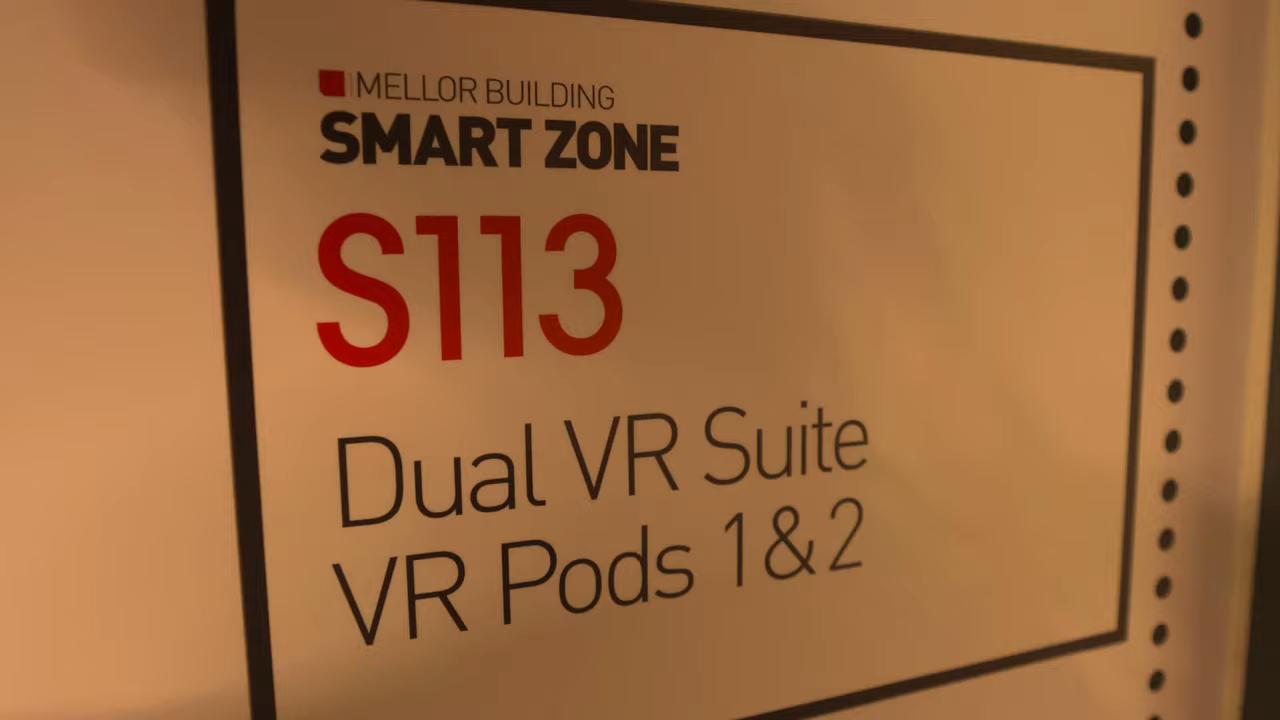 MELLOR BUILDING
SMART ZONE
S113
Dual VR Suite
VR Pods 1&2